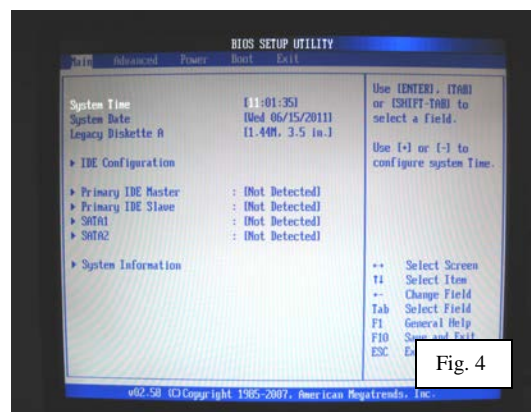 BIOS SETUP UTILITY
Main Advanced Power Boot Exit
System Time [11:01:35]
System Date [Wed 06/15/2011]
Legacy Diskette A [1.44M, 3.5 in.]
▶ IDE Configuration
▶ Primary IDE Master : [Not Detected]
▶ Primary IDE Slave : [Not Detected]
▶ SATA1 : [Not Detected]
▶ SATA2 : [Not Detected]
▶ System Information
Use [ENTER], [TAB]
or [SHIFT-TAB] to
select a field.
Use [+] or [-] to
configure system Time.
↔ Select Screen
↑↓ Select Item
+- Change Field
Tab Select Field
F1 General Help
F10 Save and Exit
ESC
Fig. 4
v02.58 (C)Copyright 1985-2007, American Megatrends, Inc.